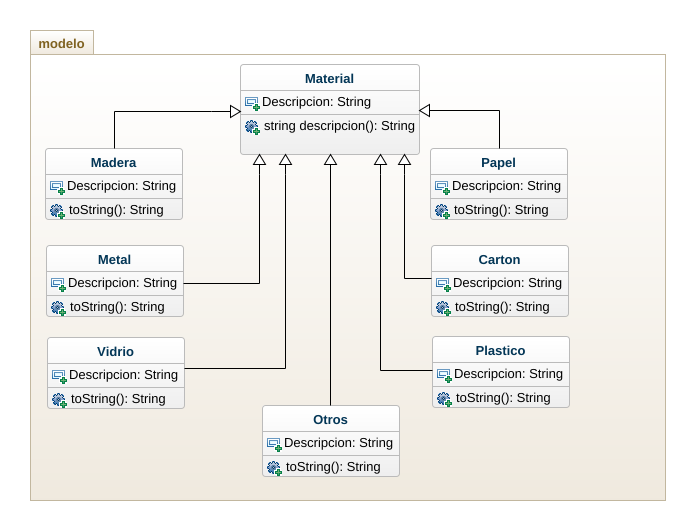 modelo
Material
Descripcion: String
string descripcion(): String
Madera
Descripcion: String
toString(): String
Papel
Descripcion: String
toString(): String
Metal
Descripcion: String
toString(): String
Carton
Descripcion: String
toString(): String
Vidrio
Descripcion: String
toString(): String
Plastico
Descripcion: String
toString(): String
Otros
Descripcion: String
toString(): String